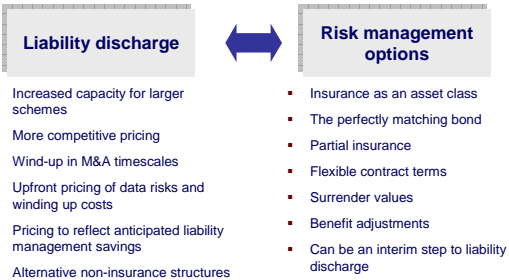 Liability discharge
Increased capacity for larger
schemes
More competitive pricing
Wind-up in M&A timescales
Upfront pricing of data risks and
winding up costs
Pricing to reflect anticipated liability
management savings
Alternative non-insurance structures
Risk management
options
Insurance as an asset class
The perfectly matching bond
Partial insurance
Flexible contract terms
Surrender values
Benefit adjustments
Can be an interim step to liability
discharge